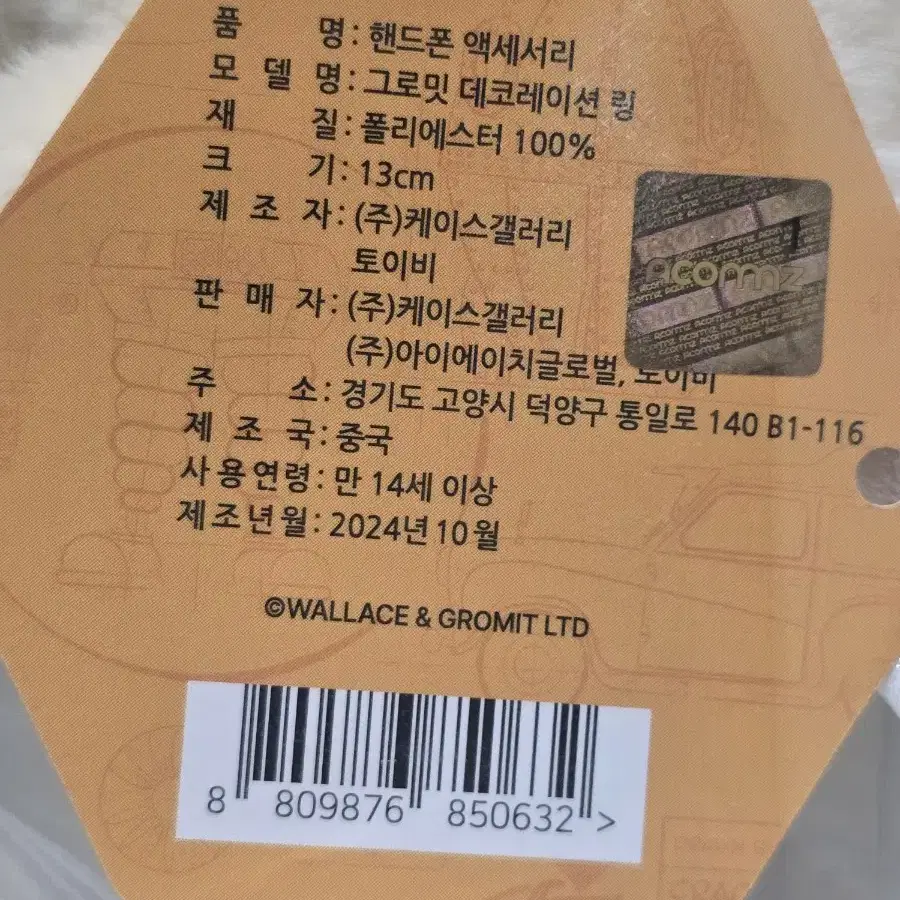 품 명 : 핸드폰 액세서리
모 델 명 : 그로밋 데코레이션 링
재 질 : 폴리에스터 100%
크 기 : 13cm
제 조 자 : (주)케이스갤러리
토이비
판 매 자 : (주)케이스갤러리
(주)아이에이치글로벌, 토이비
주 소 : 경기도 고양시 덕양구 통일로 140 B1-116
제 조 국 : 중국
사용연령 : 만 14세 이상
제조년월 : 2024년 10월
Acommz
©WALLACE & GROMIT LTD
8 809876 850632 >